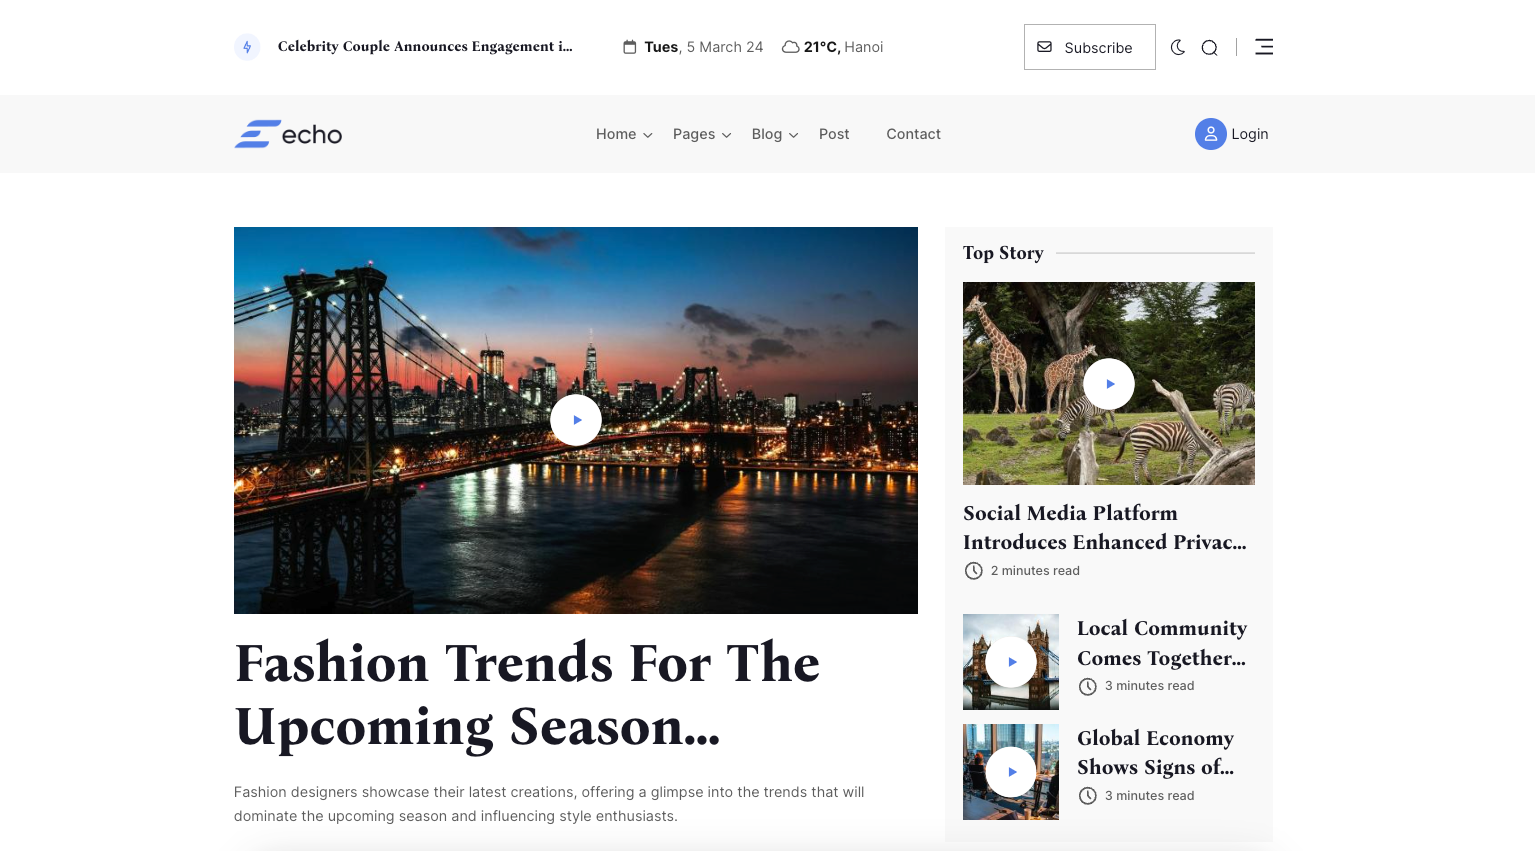 Celebrity Couple Announces Engagement i...
Tues, 5 March 24
21°C, Hanoi
Subscribe
echo
Home
Pages
Blog
Post
Contact
Login
Fashion Trends For The
Upcoming Season...
Fashion designers showcase their latest creations, offering a glimpse into the trends that will
dominate the upcoming season and influencing style enthusiasts.
Top Story
Social Media Platform
Introduces Enhanced Privac...
2 minutes read
Local Community
Comes Together...
3 minutes read
Global Economy
Shows Signs of...
3 minutes read